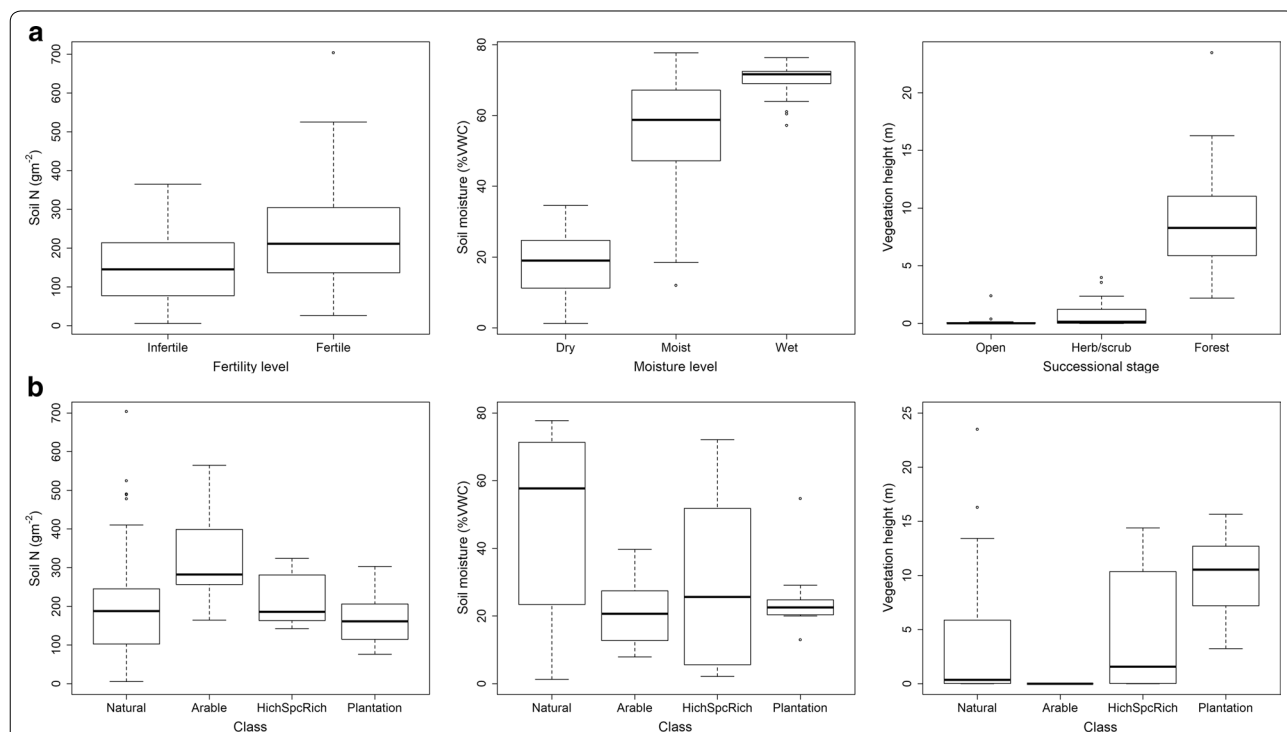 a
700
600
500
400
300
200
100
0
Soil N (gm⁻²)
Infertile Fertile
Fertility level
80
60
40
20
0
Soil moisture (%VWC)
Dry Moist Wet
Moisture level
20
15
10
5
0
Vegetation height (m)
Open Herb/scrub Forest
Successional stage
b
700
600
500
400
300
200
100
0
Soil N (gm⁻²)
Natural Arable HichSpcRich Plantation
Class
80
60
40
20
0
Soil moisture (%VWC)
Natural Arable HichSpcRich Plantation
Class
25
20
15
10
5
0
Vegetation height (m)
Natural Arable HichSpcRich Plantation
Class